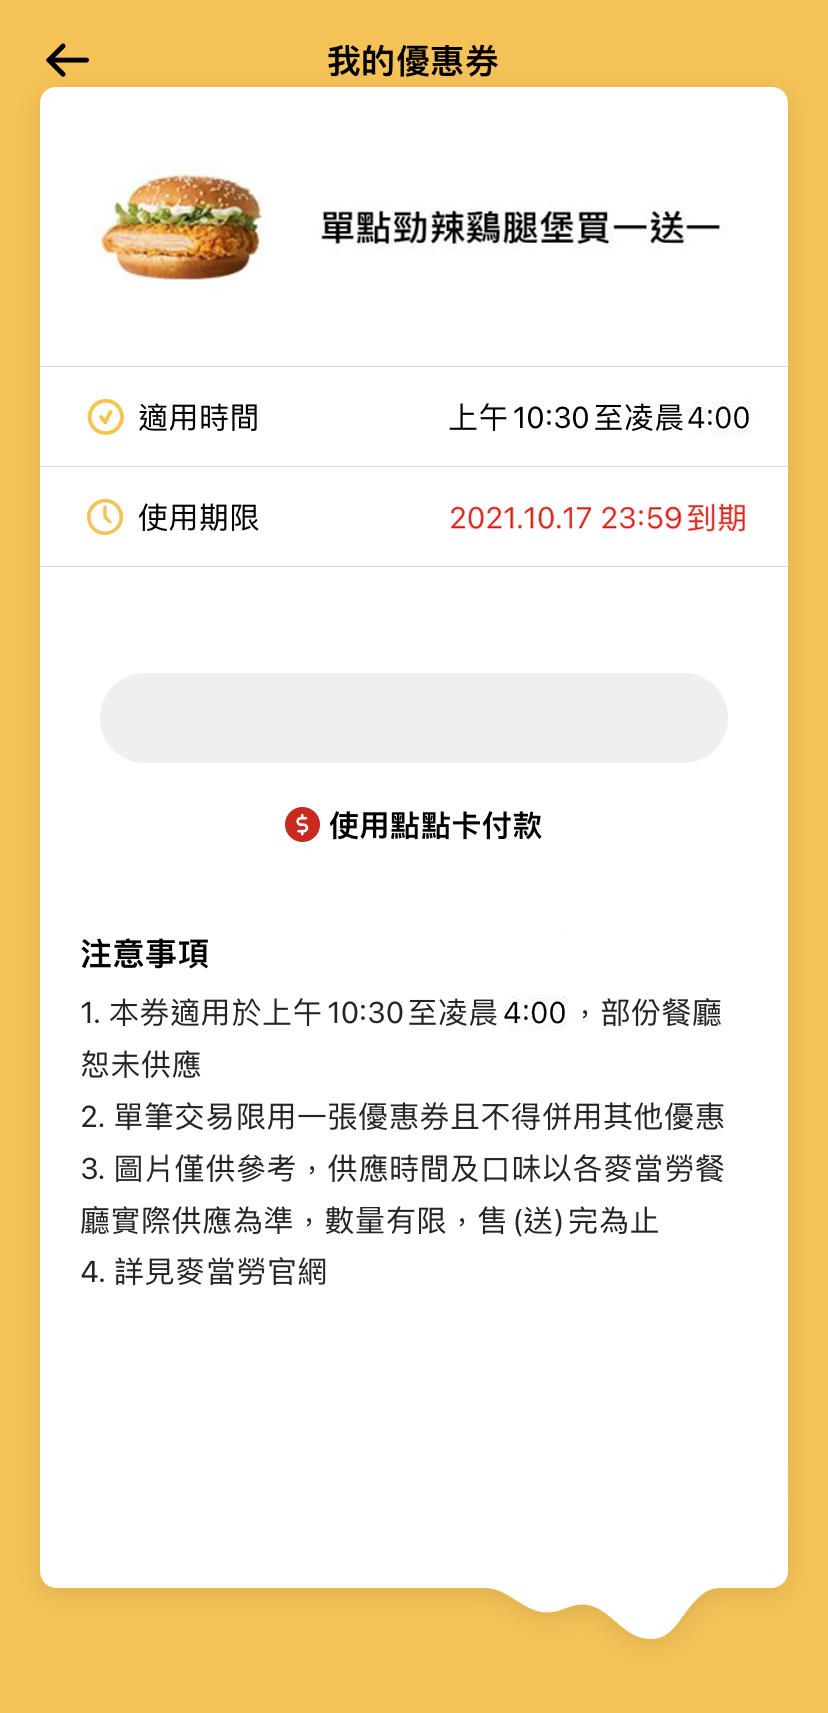 我的優惠券
單點勁辣鷄腿堡買一送一
適用時間 上午10:30至凌晨4:00
使用期限 2021.10.17 23:59到期
使用點點卡付款
注意事項
1. 本券適用於上午10:30至凌晨4:00，部份餐廳
恕未供應
2. 單筆交易限用一張優惠券且不得併用其他優惠
3. 圖片僅供參考，供應時間及口味以各麥當勞餐
廳實際供應為準，數量有限，售(送)完為止
4. 詳見麥當勞官網